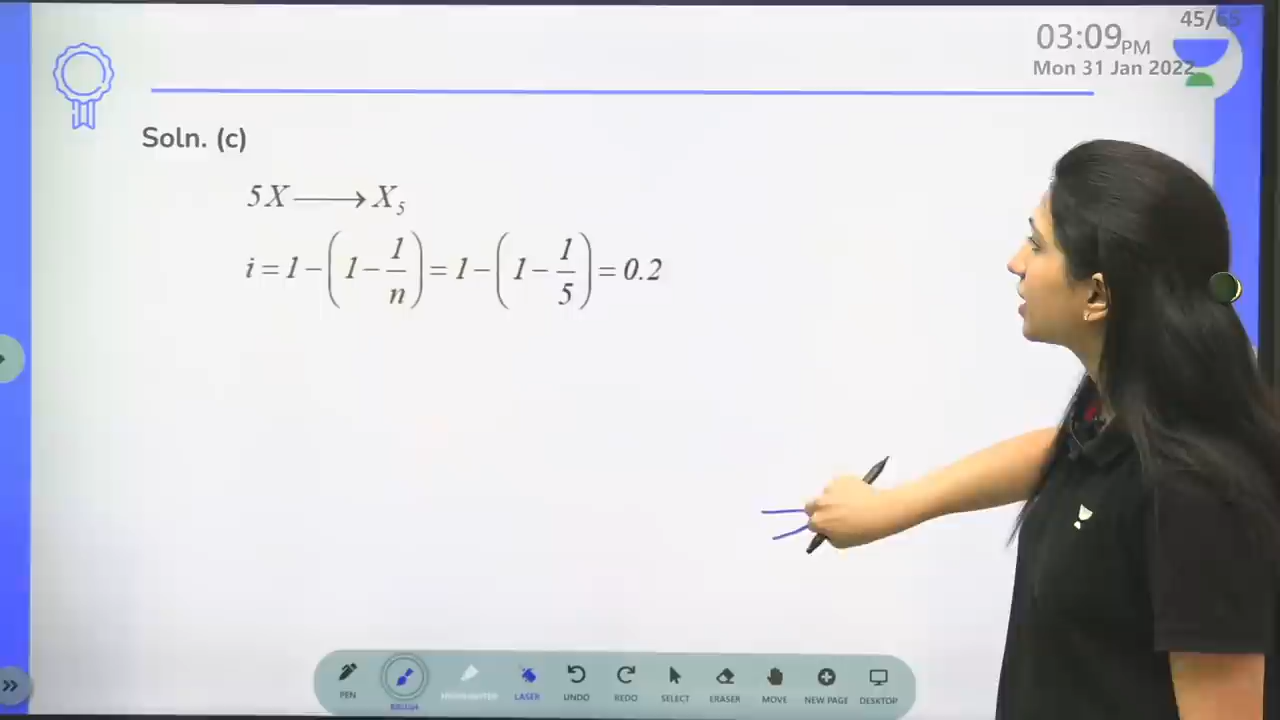 45/65
03:09PM
Mon 31 Jan 2022
Soln. (c)
5X ⟶ X₅
i = 1 − (1 − 1/n) = 1 − (1 − 1/5) = 0.2
PEN
HIGHLIGHTER
LASER
UNDO
REDO
SELECT
ERASER
MOVE
NEW PAGE
DESKTOP